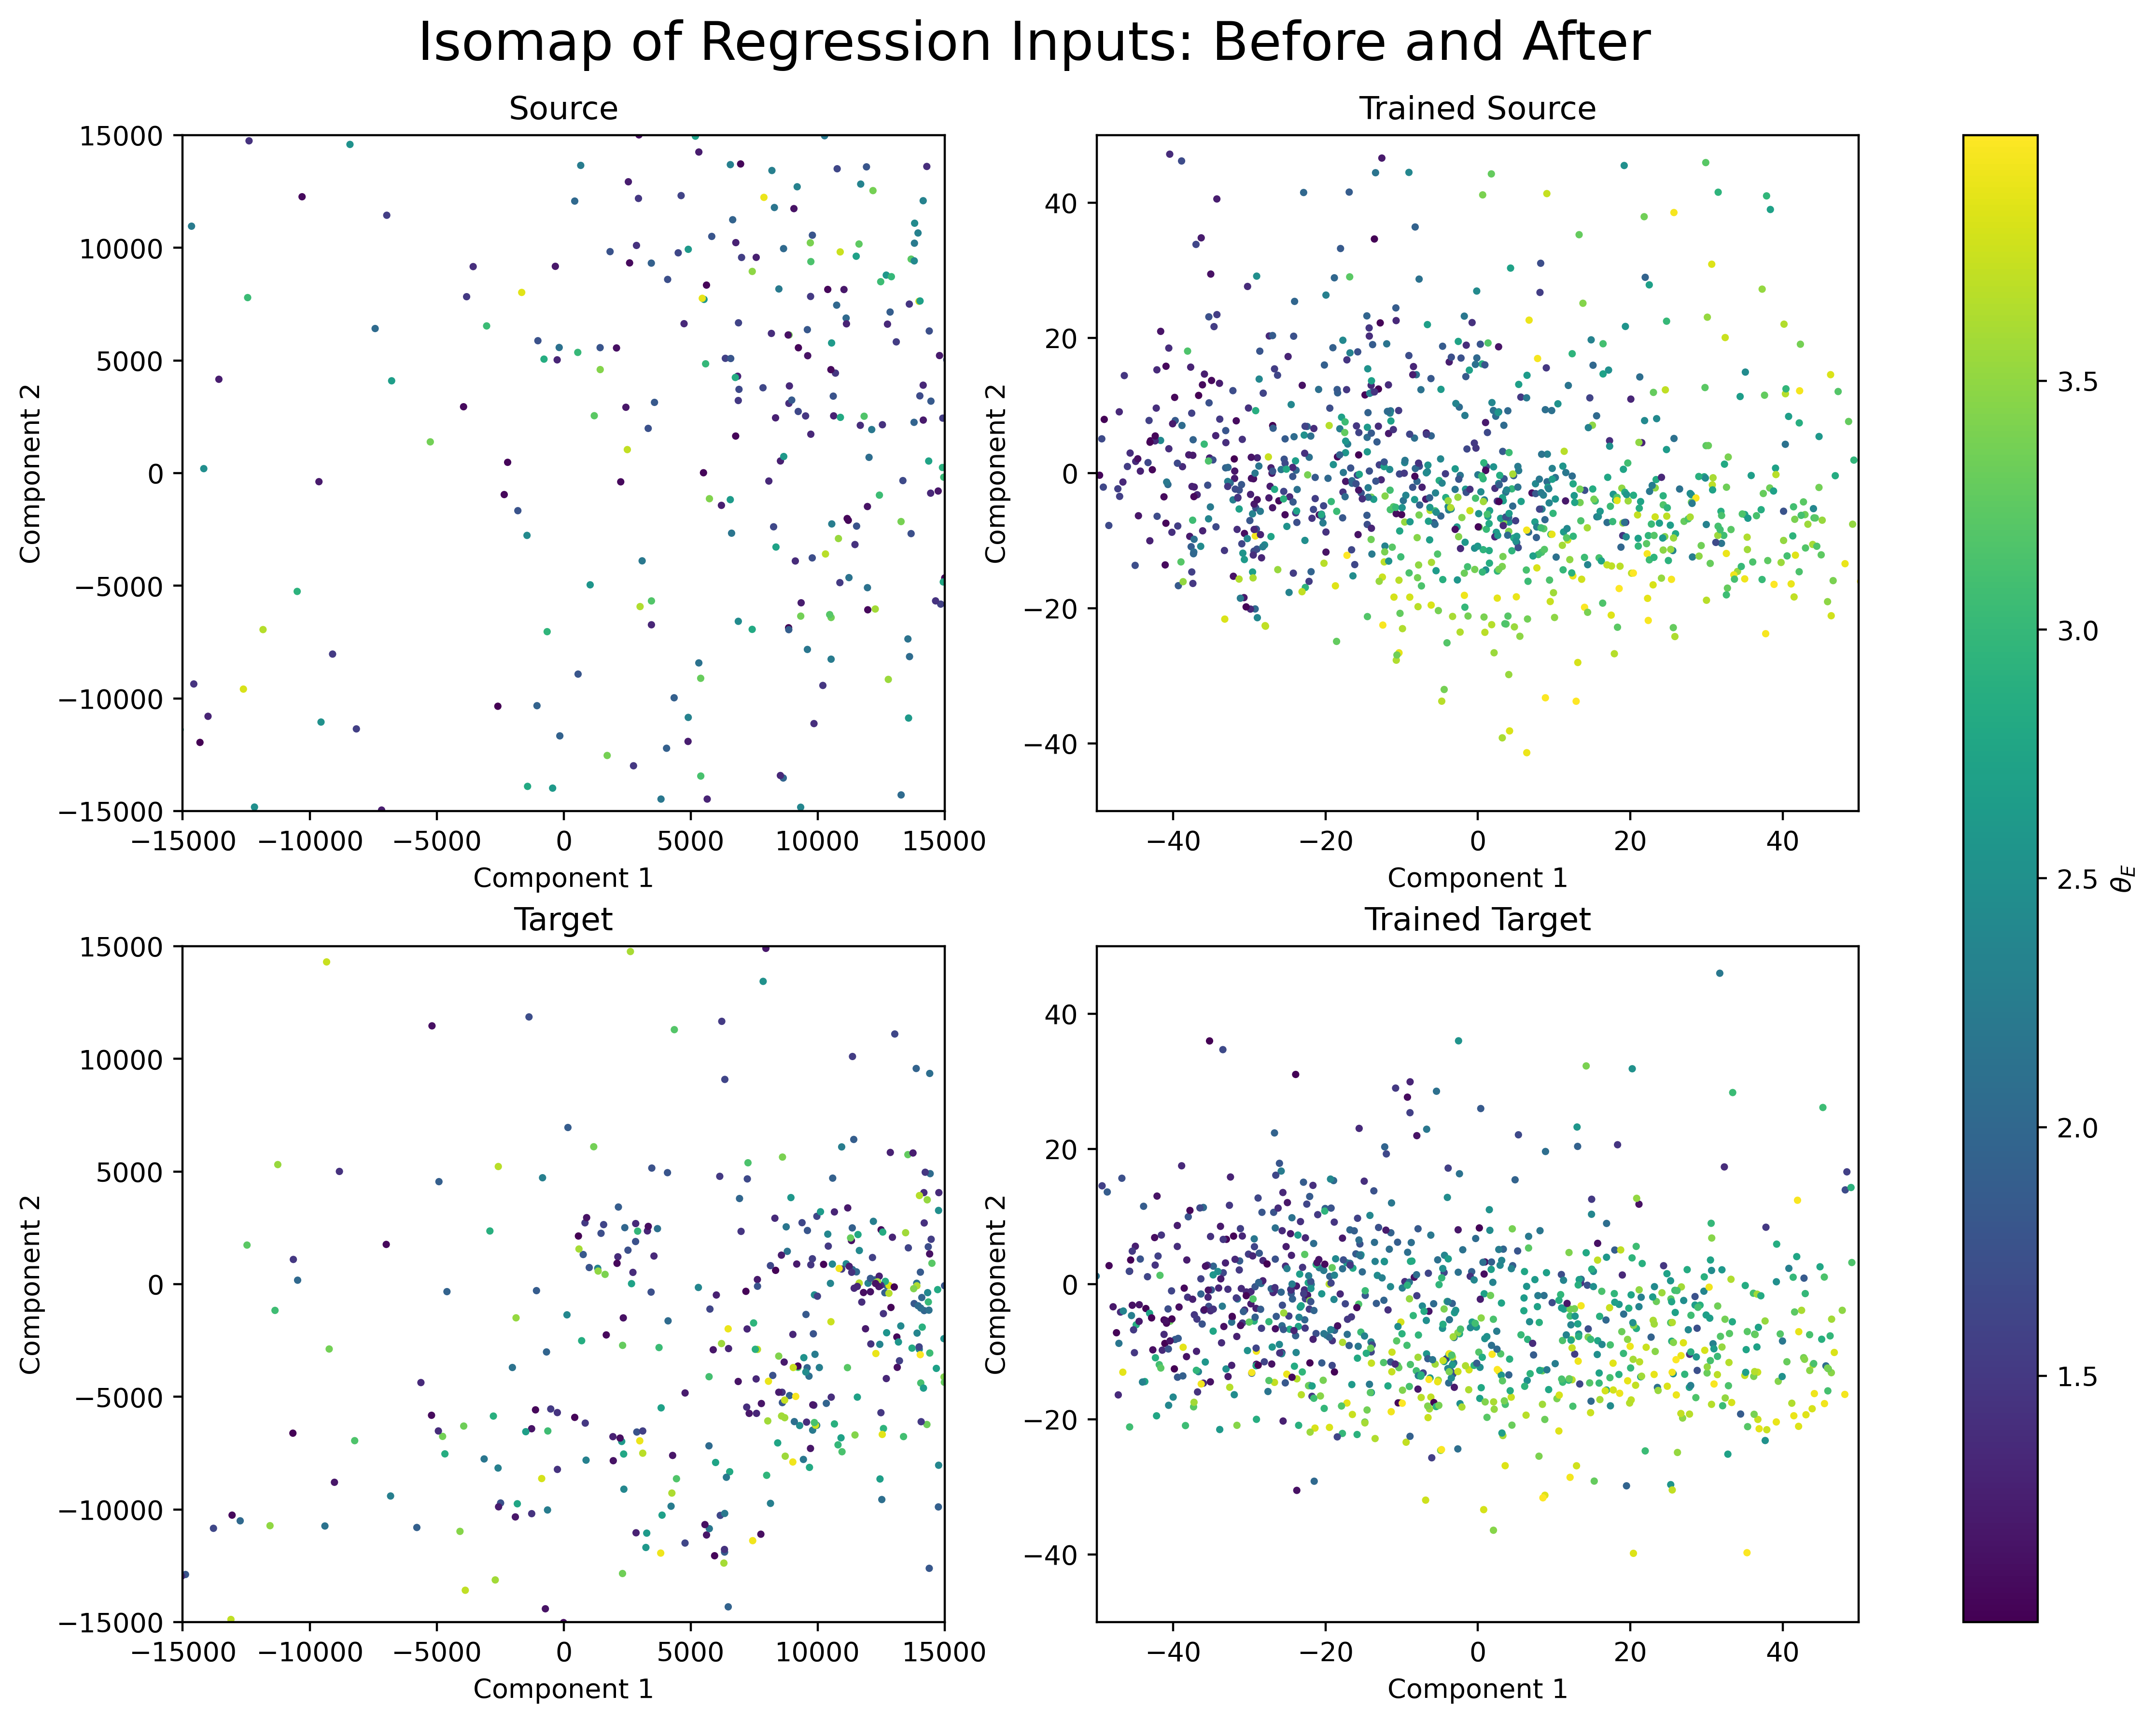 Isomap of Regression Inputs: Before and After
Source
15000
10000
5000
0
−5000
−10000
−15000
Component 2
−15000 −10000 −5000 0 5000 10000 15000
Component 1
Trained Source
40
20
0
−20
−40
Component 2
−40 −20 0 20 40
Component 1
Target
15000
10000
5000
0
−5000
−10000
−15000
Component 2
−15000 −10000 −5000 0 5000 10000 15000
Component 1
Trained Target
40
20
0
−20
−40
Component 2
−40 −20 0 20 40
Component 1
3.5
3.0
2.5
2.0
1.5
θ_E